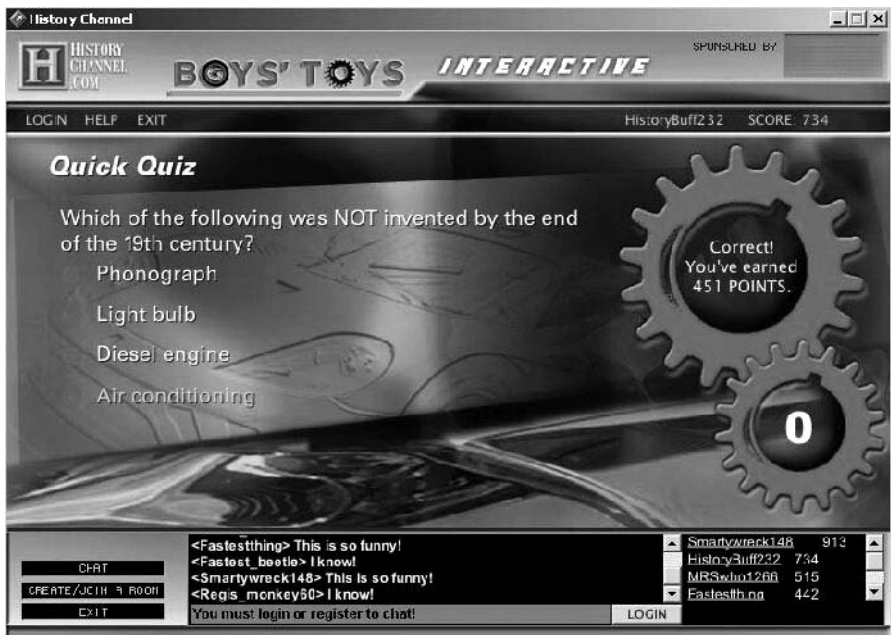 History Channel
HISTORY
CHANNEL
.COM
BOYS' TOYS INTERACTIVE
SPONSORED BY
LOGIN HELP EXIT
HistoryBuff232 SCORE: 734
Quick Quiz
Which of the following was NOT invented by the end
of the 19th century?
Phonograph
Light bulb
Diesel engine
Air conditioning
Correct!
You've earned
451 POINTS.
0
CHAT
CREATE/JOIN A ROOM
EXIT
<Fastestthing> This is so funny!
<Fastest_beetle> I know!
<Smartywreck148> This is so funny!
<Regis_monkey60> I know!
You must login or register to chat!
LOGIN
Smartywreck148 913
HistoryBuff232 734
MRSwho1266 515
Fastestthing 442